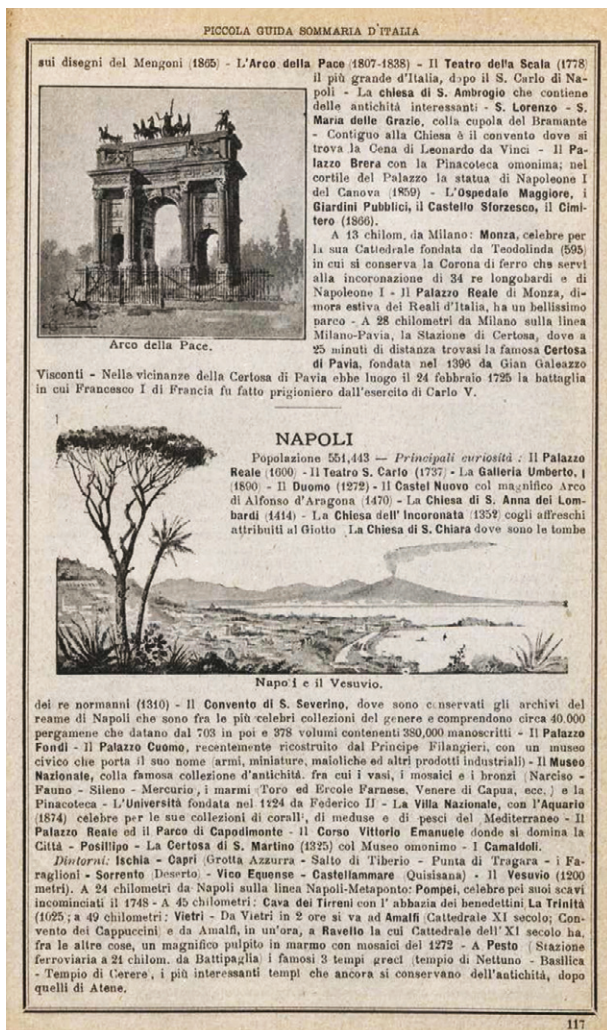 PICCOLA GUIDA SOMMARIA D'ITALIA
sui disegni del Mengoni (1865) - L'Arco della Pace (1807-1838) - Il Teatro della Scala (1778)
il più grande d'Italia, dopo il S. Carlo di Na-
poli - La chiesa di S. Ambrogio che contiene
delle antichità interessanti - S. Lorenzo - S.
Maria delle Grazie, colla cupola del Bramante
- Contiguo alla Chiesa è il convento dove si
trova la Cena di Leonardo da Vinci - Il Pa-
lazzo Brera con la Pinacoteca omonima; nel
cortile del Palazzo la statua di Napoleone I
del Canova (1859) - L'Ospedale Maggiore, i
Giardini Pubblici, il Castello Sforzesco, il Cimi-
tero (1866).
A 13 chilom. da Milano: Monza, celebre per
la sua Cattedrale fondata da Teodolinda (595)
in cui si conserva la Corona di ferro che servì
alla incoronazione di 34 re longobardi e di
Napoleone I - Il Palazzo Reale di Monza, di-
mora estiva dei Reali d'Italia, ha un bellissimo
parco - A 28 chilometri da Milano sulla linea
Milano-Pavia, la Stazione di Certosa, dove a
25 minuti di distanza trovasi la famosa Certosa
di Pavia, fondata nel 1396 da Gian Galeazzo
Arco della Pace.
Visconti - Nella vicinanze della Certosa di Pavia ebbe luogo il 24 febbraio 1725 la battaglia
in cui Francesco I di Francia fu fatto prigioniero dall'esercito di Carlo V.
NAPOLI
Popolazione 551,443 — Principali curiosità : Il Palazzo
Reale (1600) - Il Teatro S. Carlo (1737) - La Galleria Umberto, I
(1890) - Il Duomo (1272) - Il Castel Nuovo col magnifico Arco
di Alfonso d'Aragona (1470) - La Chiesa di S. Anna dei Lom-
bardi (1414) - La Chiesa dell' Incoronata (1352) cogli affreschi
attribuiti al Giotto La Chiesa di S. Chiara dove sono le tombe
Napoli e il Vesuvio.
dei re normanni (1310) - Il Convento di S. Severino, dove sono conservati gli archivi del
reame di Napoli che sono fra le più celebri collezioni del genere e comprendono circa 40.000
pergamene che datano dal 703 in poi e 378 volumi contenenti 380,000 manoscritti - Il Palazzo
Fondi - Il Palazzo Cuomo, recentemente ricostruito dal Principe Filangieri, con un museo
civico che porta il suo nome (armi, miniature, maioliche ed altri prodotti industriali) - Il Museo
Nazionale, colla famosa collezione d'antichità. fra cui i vasi, i mosaici e i bronzi (Narciso -
Fauno - Sileno - Mercurio, i marmi (Toro ed Ercole Farnese, Venere di Capua, ecc.) e la
Pinacoteca - L'Università fondata nel 1224 da Federico II - La Villa Nazionale, con l'Aquario
(1874) celebre per le sue collezioni di coralli, di meduse e di pesci del Mediterraneo - Il
Palazzo Reale ed il Parco di Capodimonte - Il Corso Vittorio Emanuele donde si domina la
Città - Posillipo - La Certosa di S. Martino (1325) col Museo omonimo - I Camaldoli.
Dintorni: Ischia - Capri (Grotta Azzurra - Salto di Tiberio - Punta di Tragara - i Fa-
raglioni - Sorrento (Deserto) - Vico Equense - Castellammare (Quisisana) - Il Vesuvio (1200
metri). A 24 chilometri da Napoli sulla linea Napoli-Metaponto: Pompei, celebre pei suoi scavi
incominciati il 1748 - A 45 chilometri: Cava dei Tirreni con l' abbazia dei benedettini, La Trinità
(1025; a 49 chilometri: Vietri - Da Vietri in 2 ore si va ad Amalfi (Cattedrale XI secolo; Con-
vento dei Cappuccini) e da Amalfi, in un'ora, a Ravello la cui Cattedrale dell' XI secolo ha,
fra le altre cose, un magnifico pulpito in marmo con mosaici del 1272 - A Pesto (Stazione
ferroviaria a 21 chilom. da Battipaglia) i famosi 3 tempi greci (tempio di Nettuno - Basilica
- Tempio di Cerere, i più interessanti templ che ancora si conservano dell'antichità, dopo
quelli di Atene.
117